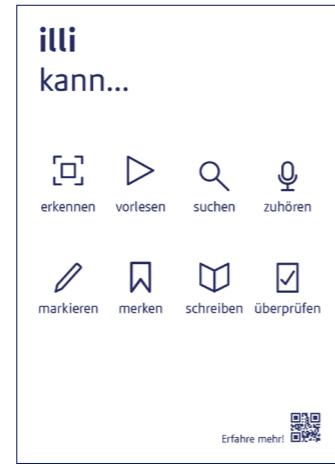 illi
kann...
erkennen vorlesen suchen zuhören
markieren merken schreiben überprüfen
Erfahre mehr!